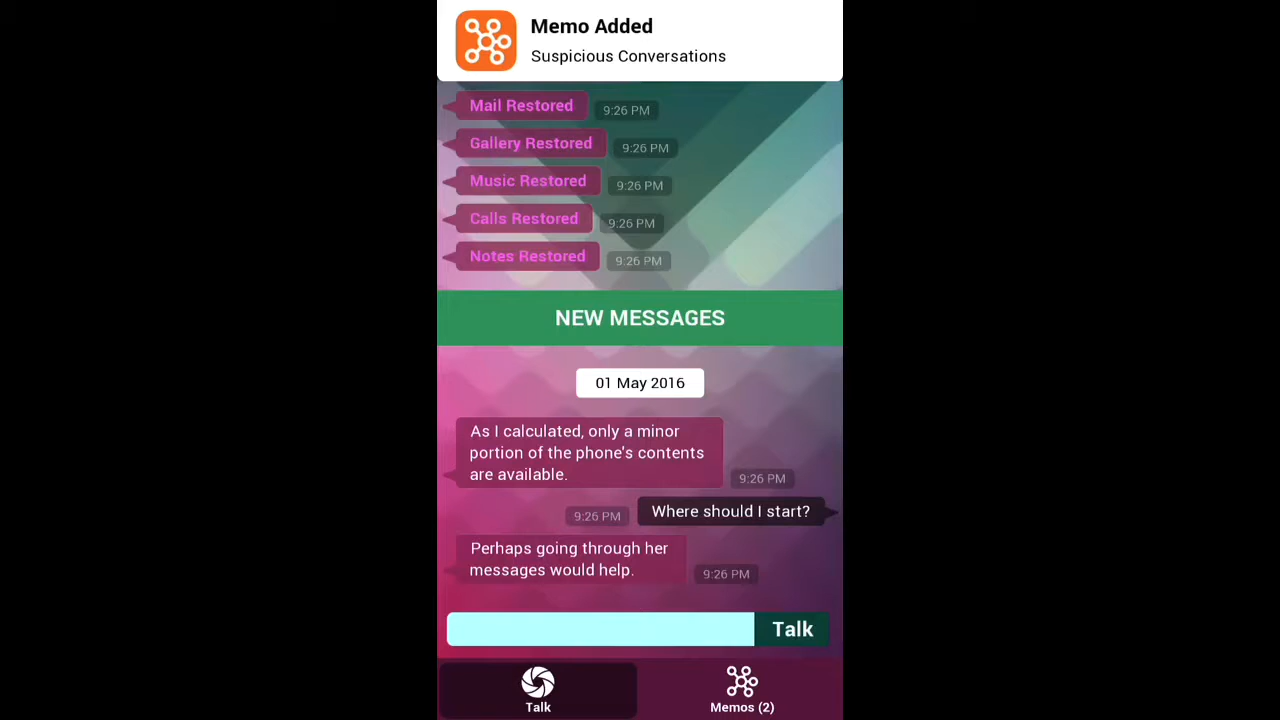 Memo Added
Suspicious Conversations
Mail Restored
9:26 PM
Gallery Restored
9:26 PM
Music Restored
9:26 PM
Calls Restored
9:26 PM
Notes Restored
9:26 PM
NEW MESSAGES
01 May 2016
As I calculated, only a minor
portion of the phone's contents
are available.
9:26 PM
Where should I start?
9:26 PM
Perhaps going through her
messages would help.
9:26 PM
Talk
Talk
Memos (2)